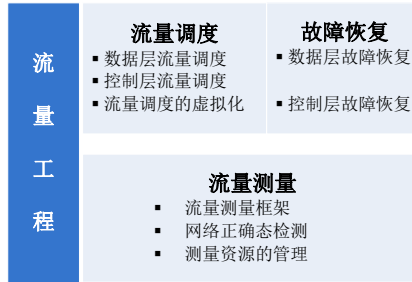 流
量
工
程
流量调度
▪ 数据层流量调度
▪ 控制层流量调度
▪ 流量调度的虚拟化
故障恢复
▪ 数据层故障恢复
▪ 控制层故障恢复
流量测量
▪ 流量测量框架
▪ 网络正确态检测
▪ 测量资源的管理